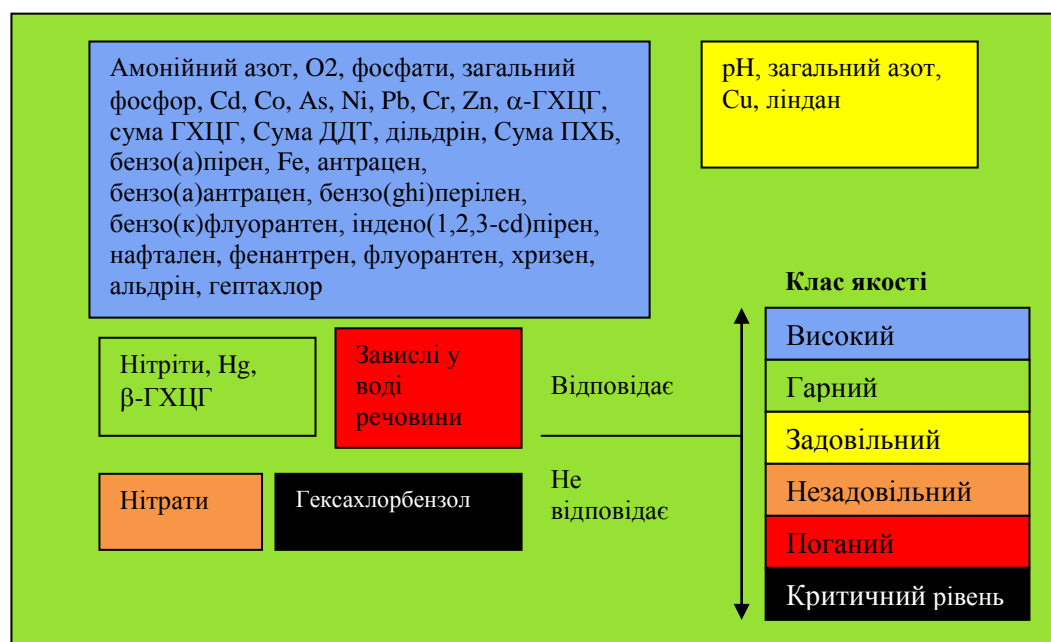 Амонійний азот, O2, фосфати, загальний
фосфор, Cd, Co, As, Ni, Pb, Cr, Zn, α-ГХЦГ,
сума ГХЦГ, Сума ДДТ, дільдрін, Сума ПХБ,
бензо(а)пірен, Fe, антрацен,
бензо(а)антрацен, бензо(ghi)перілен,
бензо(к)флуорантен, індено(1,2,3-cd)пірен,
нафтален, фенантрен, флуорантен, хризен,
альдрін, гептахлор
pH, загальний азот,
Cu, ліндан
Нітріти, Hg,
β-ГХЦГ
Завислі у
воді
речовини
Нітрати
Гексахлорбензол
Відповідає
Не
відповідає
Клас якості
Високий
Гарний
Задовільний
Незадовільний
Поганий
Критичний рівень